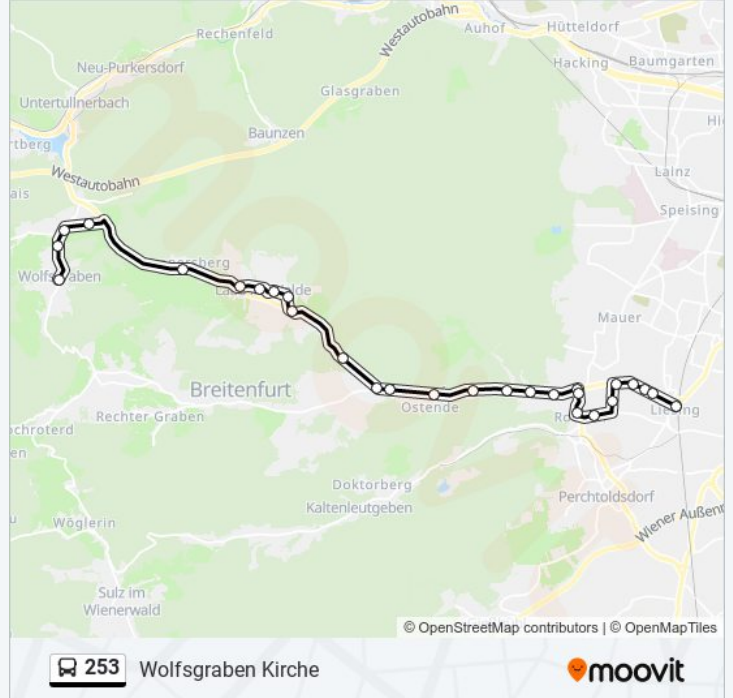 Rechenfeld
Westautobahn
Auhof
Hütteldorf
Hacking
Baumgarten
Neu-Purkersdorf
Glasgraben
Untertullnerbach
Baunzen
rtberg
Westautobahn
Lainz
Speising
Wolfsgraben
Mauer
Breitenfurt
Rechter Graben
Ostende
Liesing
ochroterd
en
Doktorberg
Kaltenleutgeben
Perchtoldsdorf
Wöglerin
Wiener Außenr
Sulz im
Wienerwald
© OpenStreetMap contributors | © OpenMapTiles
253 Wolfsgraben Kirche
moovit